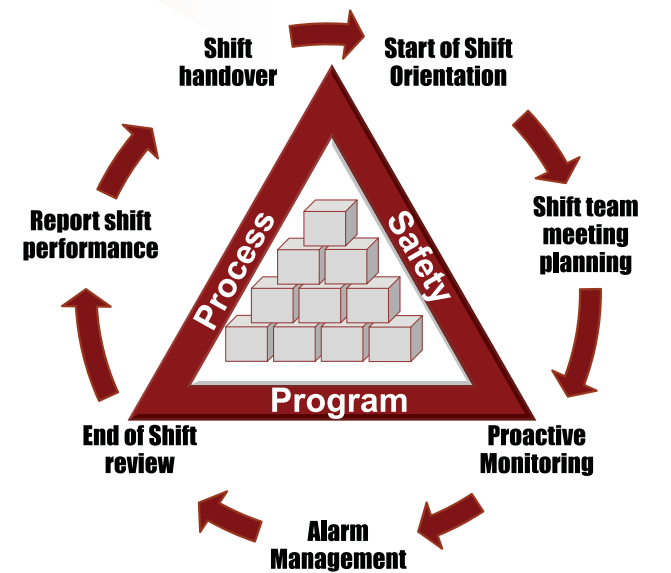 Shift
handover
Start of Shift
Orientation
Shift team
meeting
planning
Proactive
Monitoring
Alarm
Management
End of Shift
review
Report shift
performance
Process
Safety
Program